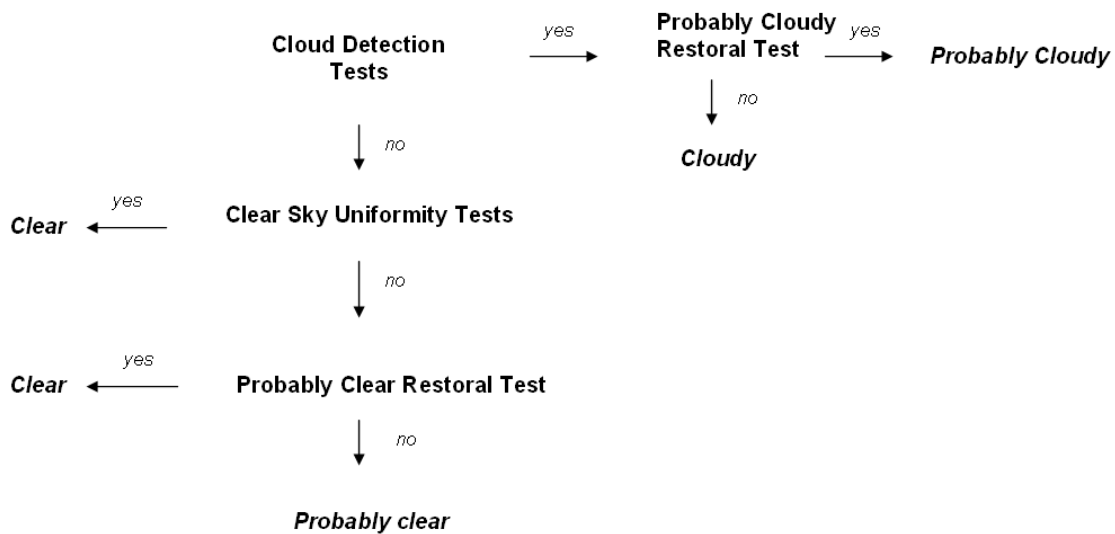 Cloud Detection
Tests
yes
Probably Cloudy
Restoral Test
yes
Probably Cloudy
no
Cloudy
no
Clear
yes
Clear Sky Uniformity Tests
no
Clear
yes
Probably Clear Restoral Test
no
Probably clear